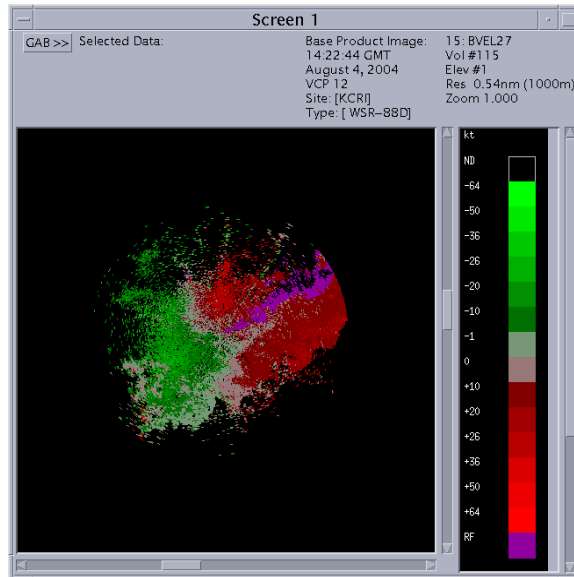 Screen 1
GAB >> Selected Data:
Base Product Image: 15: BVEL27
14:22:44 GMT Vol #115
August 4, 2004 Elev #1
VCP 12 Res 0.54nm (1000m)
Site: [KCRI] Zoom 1.000
Type: [ WSR-88D]
kt
ND
-64
-50
-36
-26
-20
-10
-1
0
+10
+20
+26
+36
+50
+64
RF